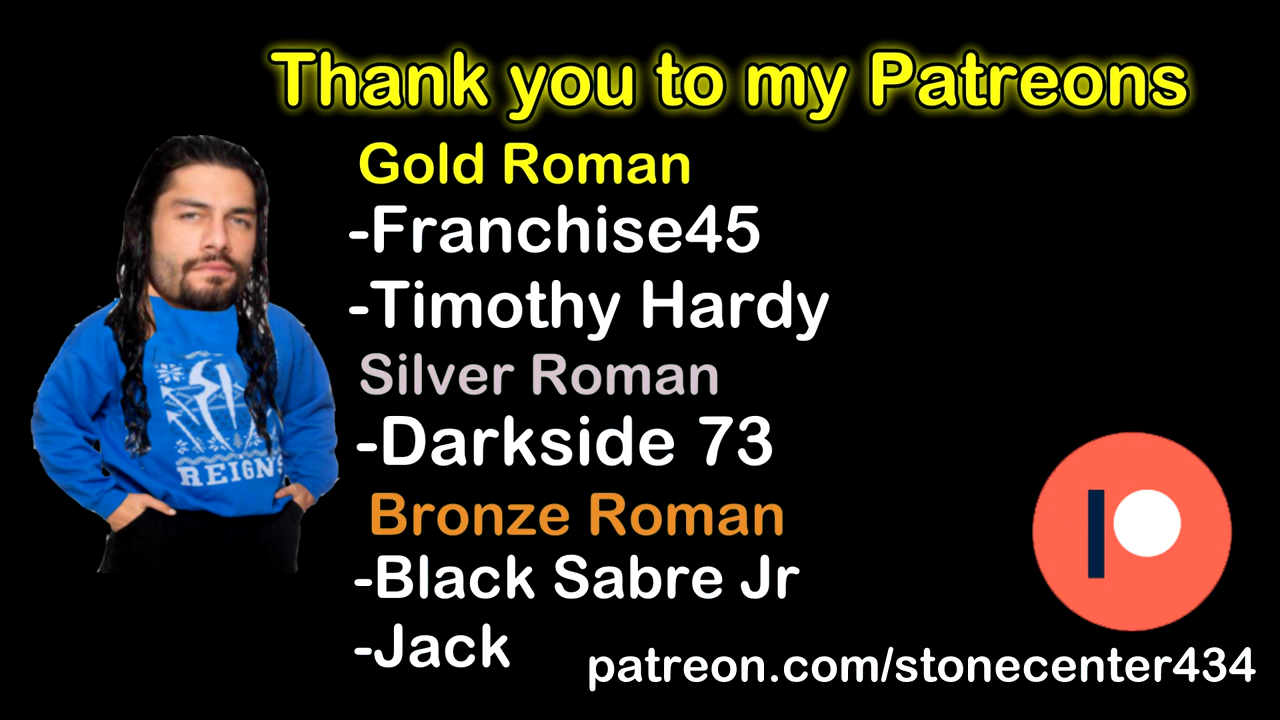 Thank you to my Patreons
Gold Roman
-Franchise45
-Timothy Hardy
Silver Roman
-Darkside 73
Bronze Roman
-Black Sabre Jr
-Jack
patreon.com/stonecenter434
REIGNS